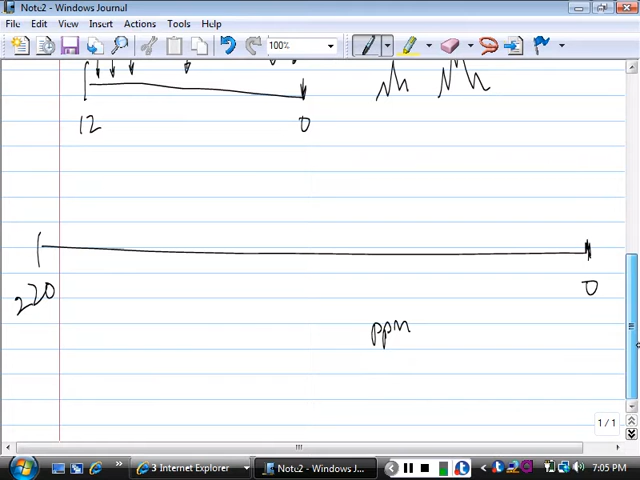 Note2 - Windows Journal
File Edit View Insert Actions Tools Help
100%
12 0
220 0
ppm
1 / 1
3 Internet Explorer
Note2 - Windows J...
7:05 PM